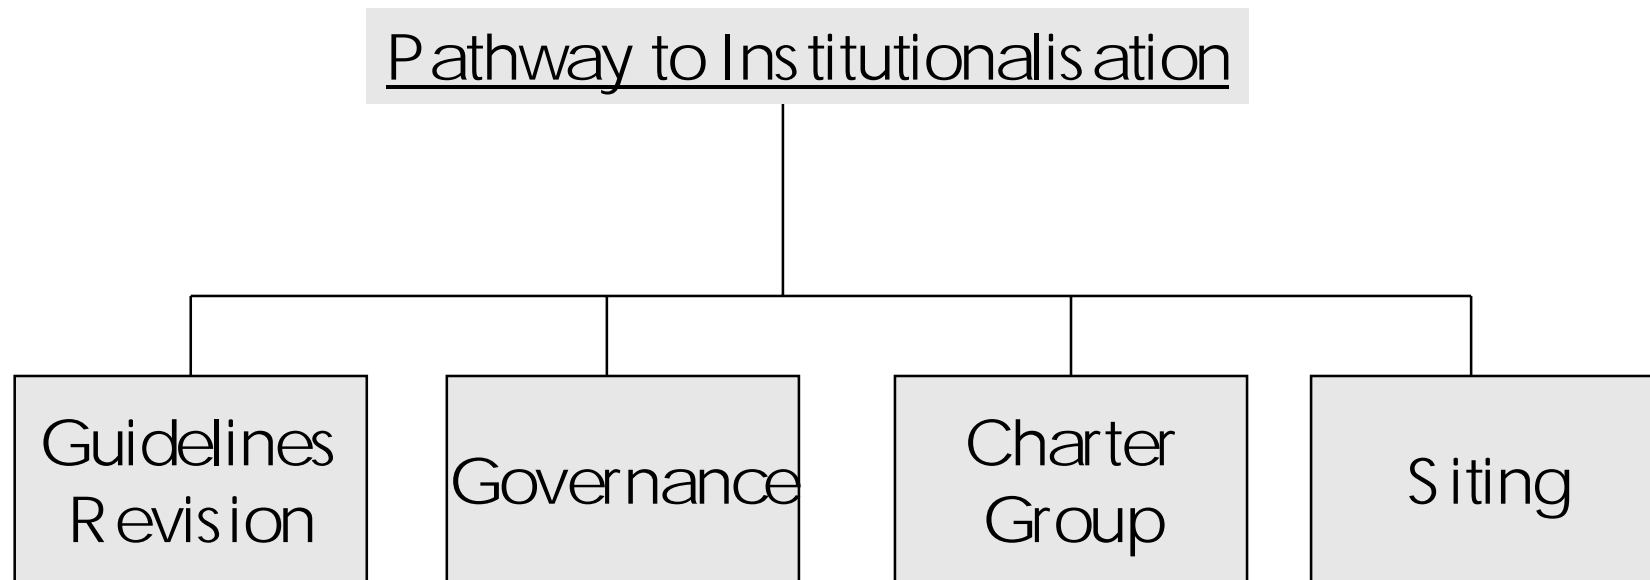 Pathway to Institutionalisation
Guidelines
Revision
Governance
Charter
Group
Siting